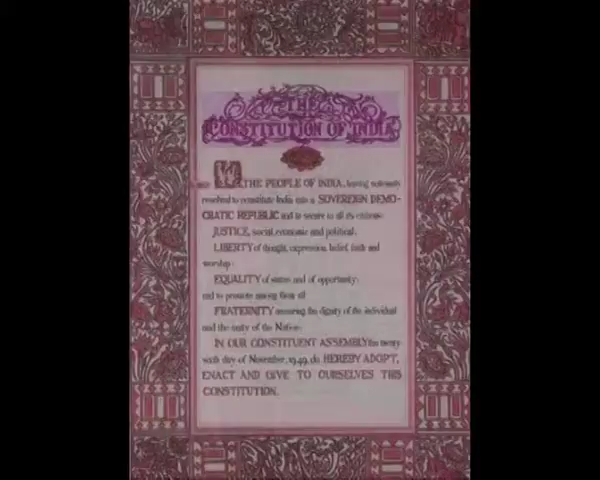 THE
CONSTITUTION OF INDIA
WE, THE PEOPLE OF INDIA, having solemnly
resolved to constitute India into a SOVEREIGN DEMO-
CRATIC REPUBLIC and to secure to all its citizens:
JUSTICE, social, economic and political;
LIBERTY of thought, expression, belief, faith and
worship;
EQUALITY of status and of opportunity;
and to promote among them all
FRATERNITY assuring the dignity of the individual
and the unity of the Nation;
IN OUR CONSTITUENT ASSEMBLY this twenty
sixth day of November, 1949, do HEREBY ADOPT,
ENACT AND GIVE TO OURSELVES THIS
CONSTITUTION.